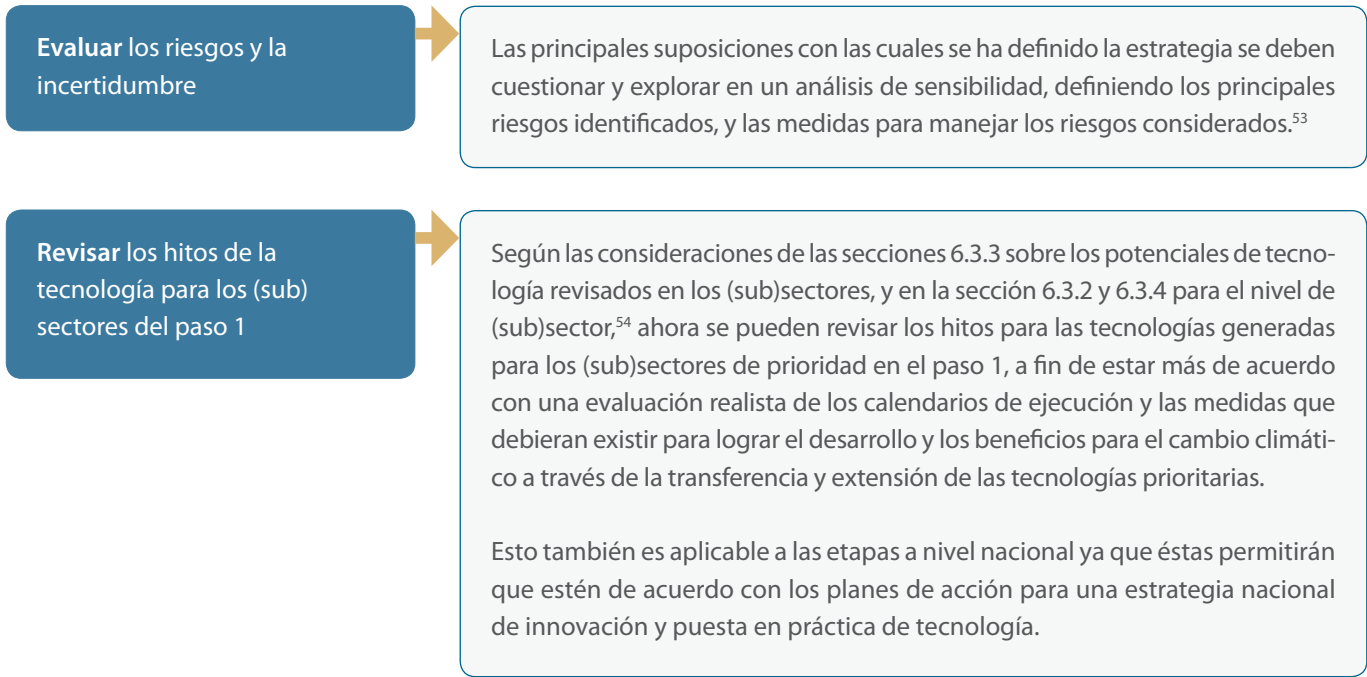 Evaluar los riesgos y la
incertidumbre
Las principales suposiciones con las cuales se ha definido la estrategia se deben
cuestionar y explorar en un análisis de sensibilidad, definiendo los principales
riesgos identificados, y las medidas para manejar los riesgos considerados.53
Revisar los hitos de la
tecnología para los (sub)
sectores del paso 1
Según las consideraciones de las secciones 6.3.3 sobre los potenciales de tecno-
logía revisados en los (sub)sectores, y en la sección 6.3.2 y 6.3.4 para el nivel de
(sub)sector,54 ahora se pueden revisar los hitos para las tecnologías generadas
para los (sub)sectores de prioridad en el paso 1, a fin de estar más de acuerdo
con una evaluación realista de los calendarios de ejecución y las medidas que
debieran existir para lograr el desarrollo y los beneficios para el cambio climáti-
co a través de la transferencia y extensión de las tecnologías prioritarias.
Esto también es aplicable a las etapas a nivel nacional ya que éstas permitirán
que estén de acuerdo con los planes de acción para una estrategia nacional
de innovación y puesta en práctica de tecnología.